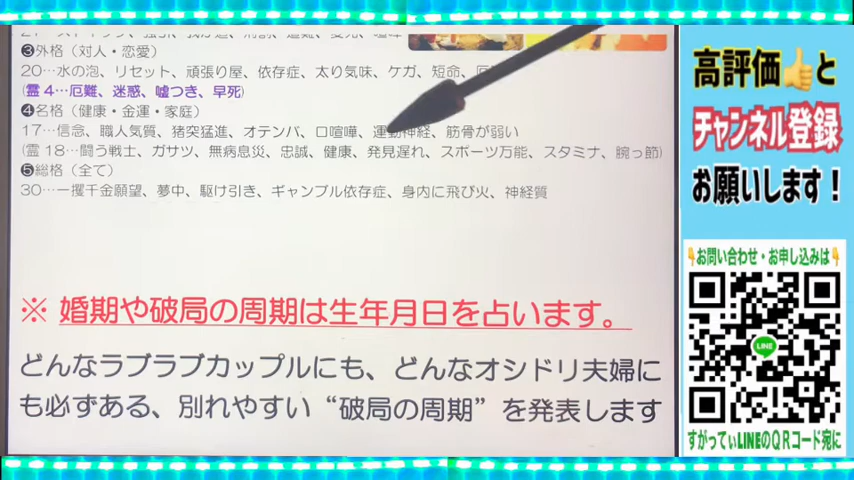 ❸外格（対人・恋愛）
20…水の泡、リセット、頑張り屋、依存症、太り気味、ケガ、短命、
(霊 4…厄難、迷惑、嘘つき、早死)
❹名格（健康・金運・家庭）
17…信念、職人気質、猪突猛進、オテンバ、口喧嘩、運動神経、筋骨が弱い
(霊 18…闘う戦士、ガサツ、無病息災、忠誠、健康、発見遅れ、スポーツ万能、スタミナ、腕っ節)
❺総格（全て）
30…一攫千金願望、夢中、駆け引き、ギャンブル依存症、身内に飛び火、神経質
※ 婚期や破局の周期は生年月日を占います。
どんなラブラブカップルにも、どんなオシドリ夫婦に
も必ずある、別れやすい“破局の周期”を発表します
高評価👍と
チャンネル登録
お願いします！
👇お問い合わせ・お申し込みは👇
LINE
すがってぃLINEのQRコード宛に